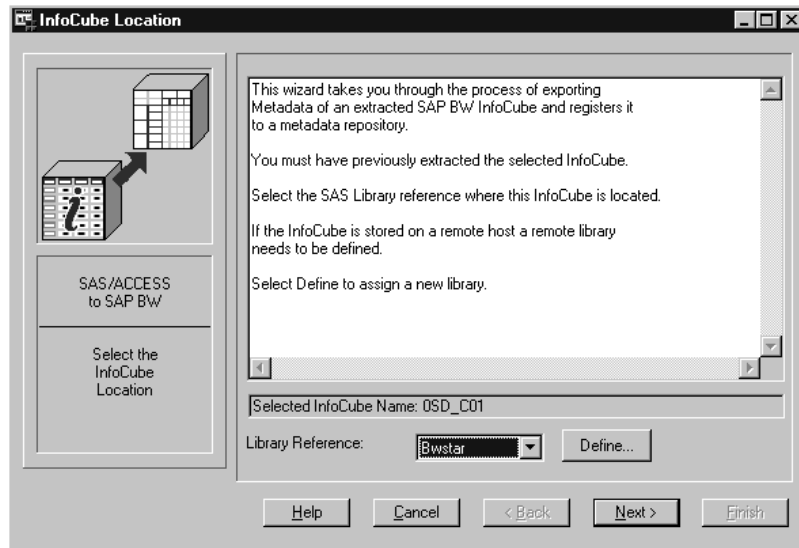 InfoCube Location
This wizard takes you through the process of exporting
Metadata of an extracted SAP BW InfoCube and registers it
to a metadata repository.
You must have previously extracted the selected InfoCube.
Select the SAS Library reference where this InfoCube is located.
If the InfoCube is stored on a remote host a remote library
needs to be defined.
Select Define to assign a new library.
SAS/ACCESS
to SAP BW
Select the
InfoCube
Location
Selected InfoCube Name: 0SD_C01
Library Reference: Bwstar Define...
Help Cancel < Back Next > Finish